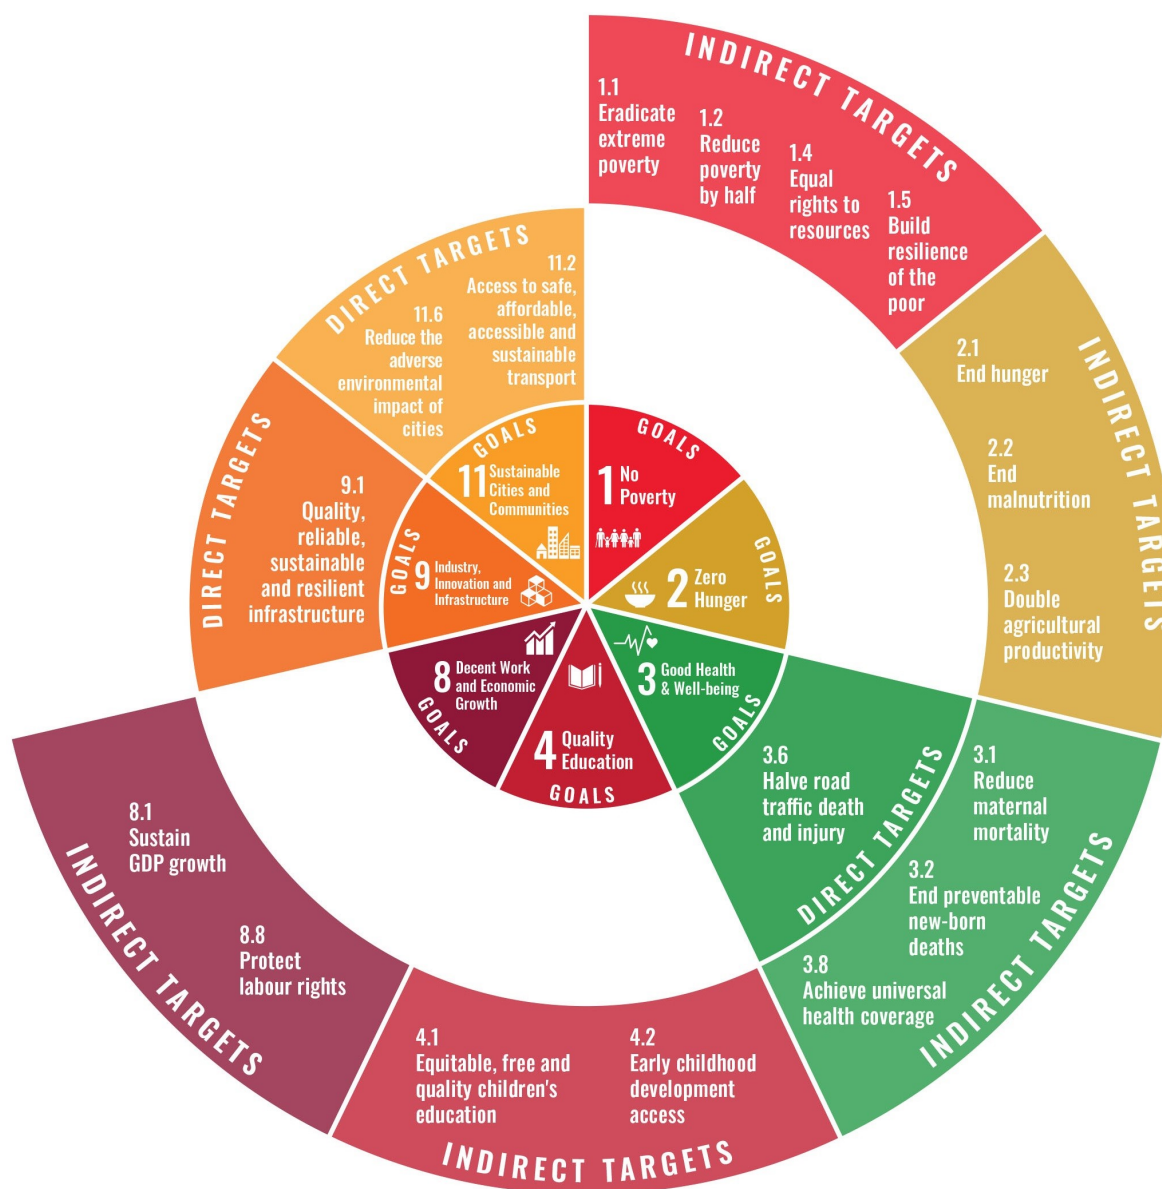 INDIRECT TARGETS
1.1
Eradicate
extreme
poverty
1.2
Reduce
poverty
by half
1.4
Equal
rights to
resources
1.5
Build
resilience
of the
poor
INDIRECT TARGETS
2.1
End hunger
2.2
End
malnutrition
2.3
Double
agricultural
productivity
DIRECT TARGETS
3.6
Halve road
traffic death
and injury
INDIRECT TARGETS
3.1
Reduce
maternal
mortality
3.2
End preventable
new-born
deaths
3.8
Achieve universal
health coverage
INDIRECT TARGETS
4.1
Equitable, free and
quality children's
education
4.2
Early childhood
development
access
INDIRECT TARGETS
8.1
Sustain
GDP growth
8.8
Protect
labour rights
DIRECT TARGETS
9.1
Quality,
reliable,
sustainable
and resilient
infrastructure
DIRECT TARGETS
11.2
Access to safe,
affordable,
accessible and
sustainable
transport
11.6
Reduce the
adverse
environmental
impact of
cities
GOALS
1 No
Poverty
GOALS
2 Zero
Hunger
GOALS
3 Good Health
& Well-being
GOALS
4 Quality
Education
GOALS
8 Decent Work
and Economic
Growth
GOALS
9 Industry,
Innovation and
Infrastructure
GOALS
11 Sustainable
Cities and
Communities